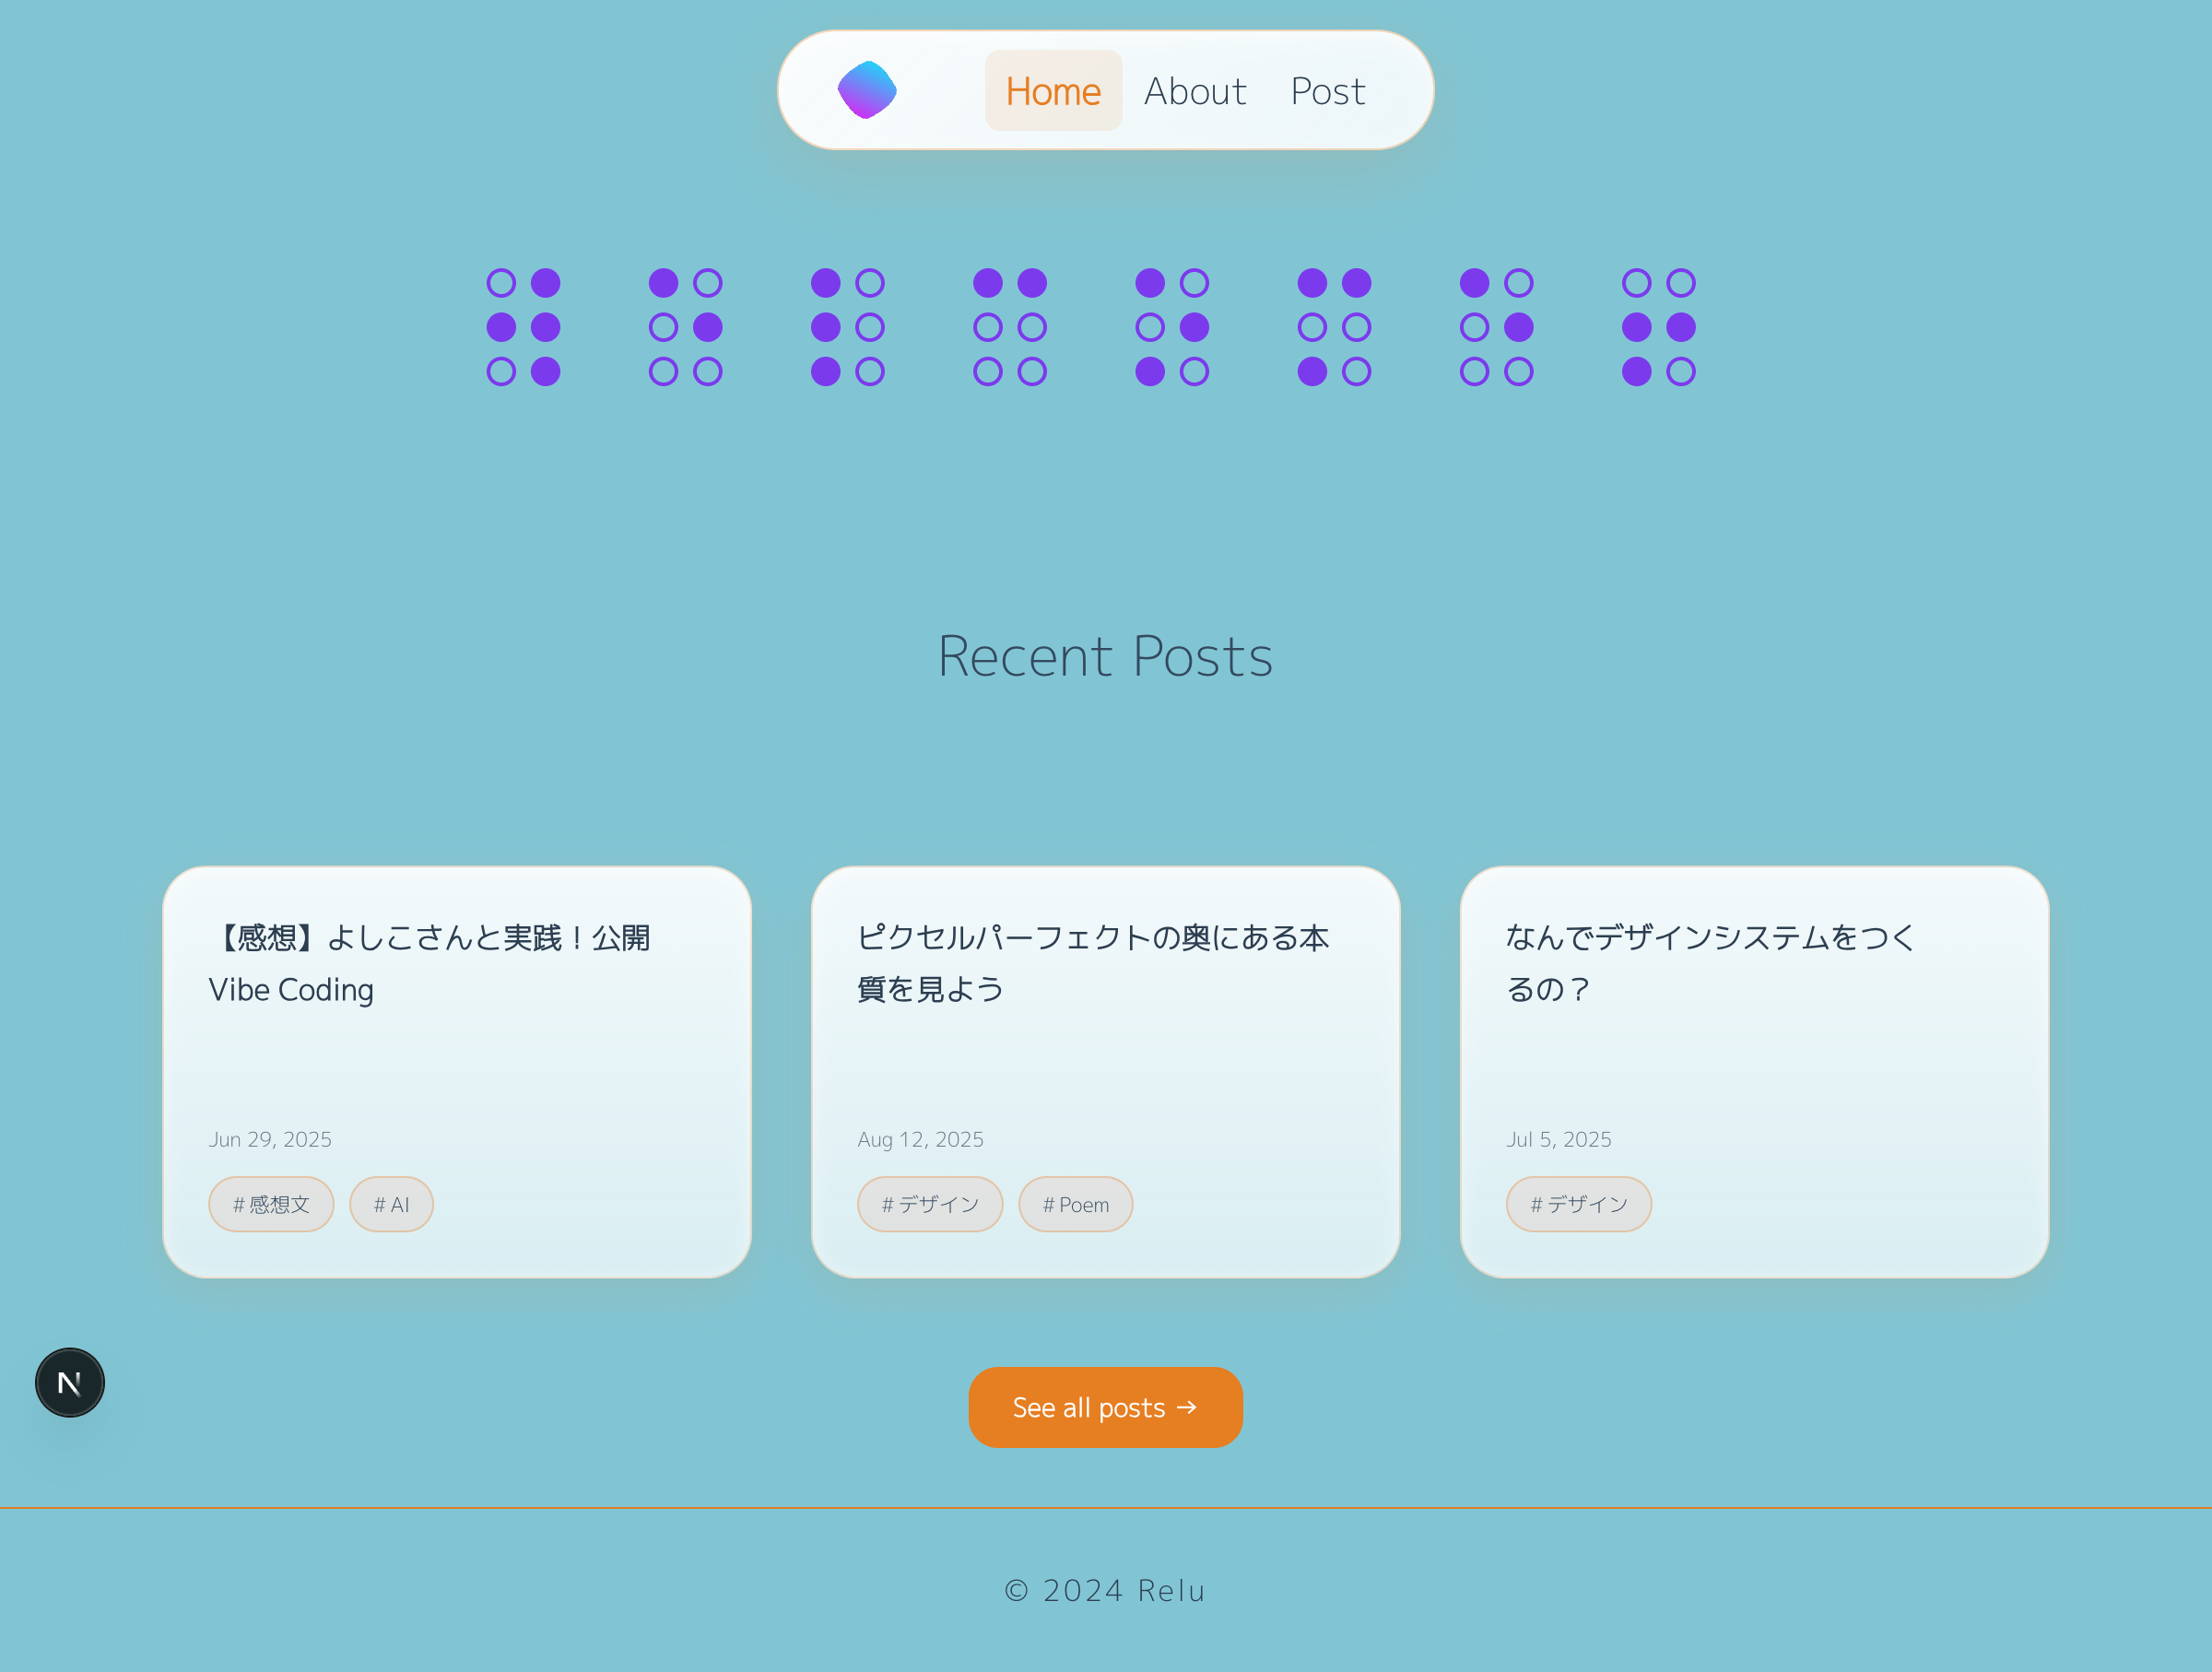 Home About Post
⠺⠑⠇⠉⠕⠍⠑⠖
Recent Posts
【感想】よしこさんと実践！公開
Vibe Coding
Jun 29, 2025
# 感想文 # AI
ピクセルパーフェクトの奥にある本
質を見よう
Aug 12, 2025
# デザイン # Poem
なんでデザインシステムをつく
るの？
Jul 5, 2025
# デザイン
N
See all posts →
© 2024 Relu